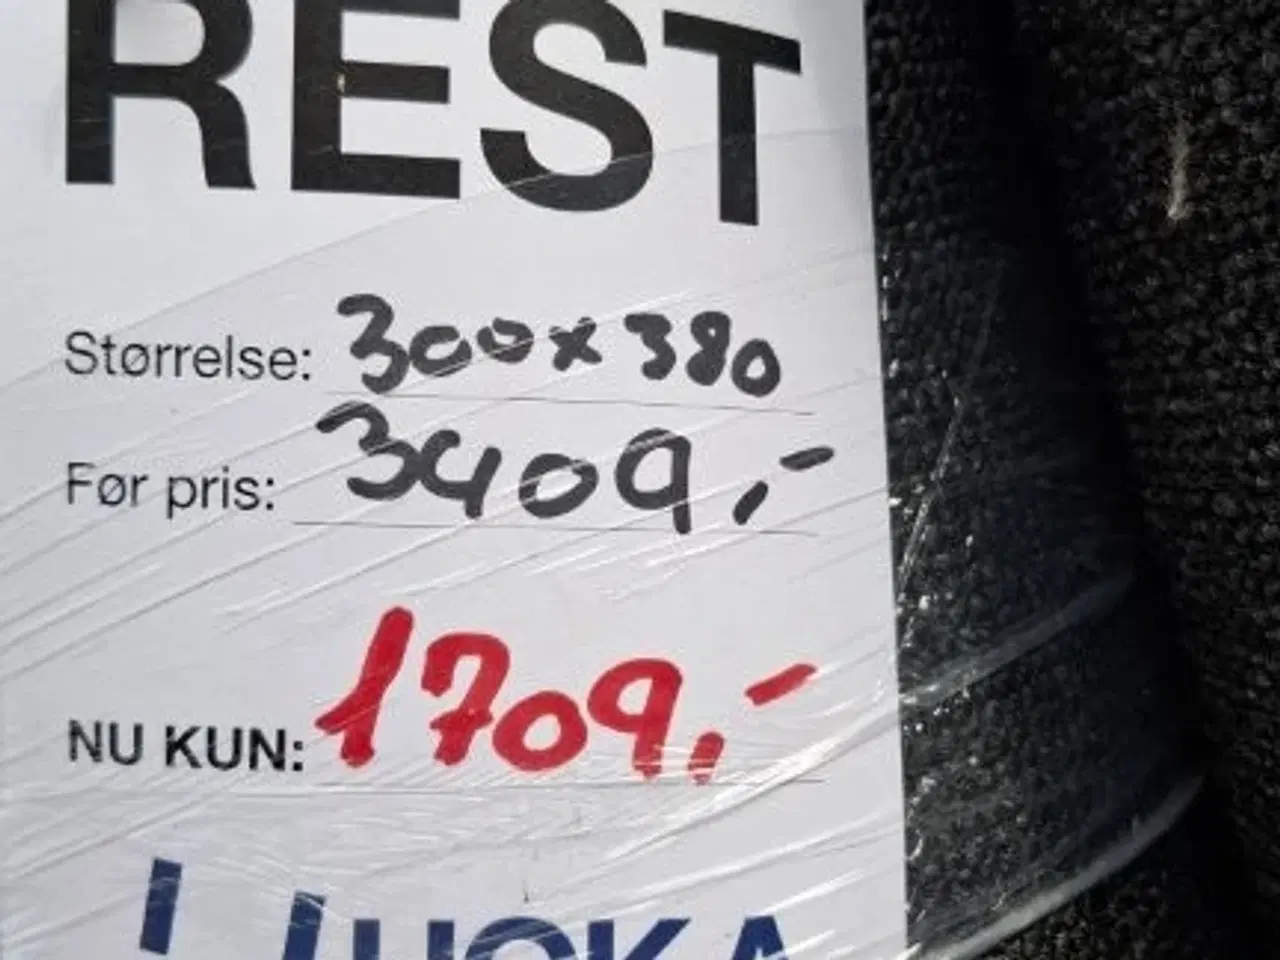 REST
Størrelse: 300x380
Før pris: 3409,-
NU KUN: 1709,-